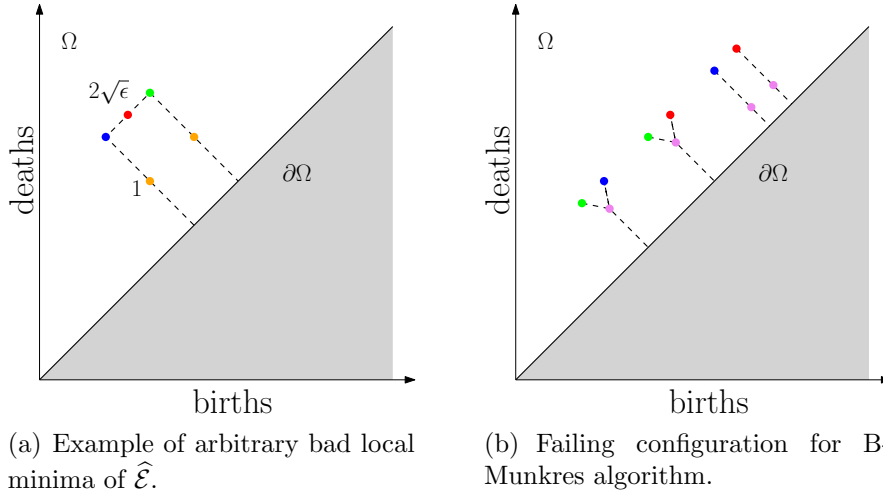 Ω
2√ϵ
1
∂Ω
deaths
births
(a) Example of arbitrary bad local
minima of Ê.
Ω
∂Ω
deaths
births
(b) Failing configuration for B-
Munkres algorithm.